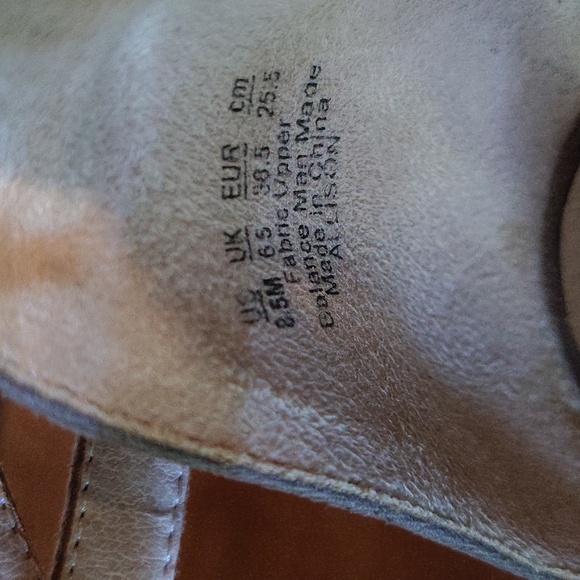 US UK EUR cm
8.5M 6.5 38.5 25.5
Fabric Upper
Balance Man Made
Made in China
ALLISON